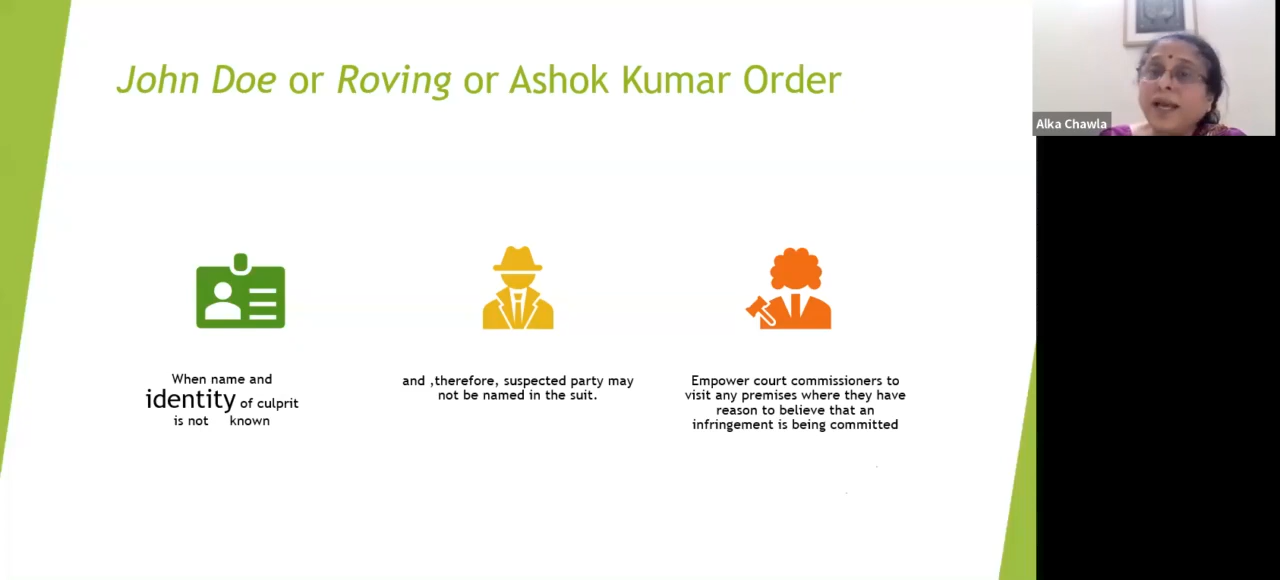 John Doe or Roving or Ashok Kumar Order
Alka Chawla
When name and
identity of culprit
is not known
and ,therefore, suspected party may
not be named in the suit.
Empower court commissioners to
visit any premises where they have
reason to believe that an
infringement is being committed